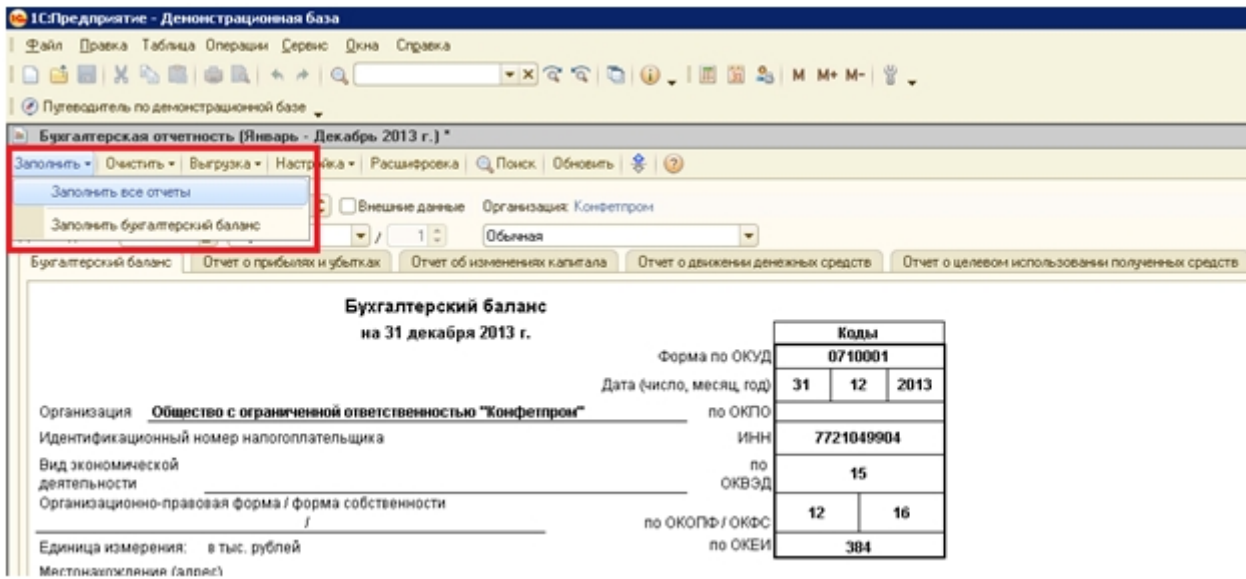 1С:Предприятие - Демонстрационная база
Файл Правка Таблица Операции Сервис Окна Справка
M M+ M-
Путеводитель по демонстрационной базе
Бухгалтерская отчетность (Январь - Декабрь 2013 г.) *
Заполнить Очистить Выгрузка Настройка Расшифровка Поиск Обновить
Заполнить все отчеты
Внешние данные Организация: Конфетпром
Заполнить бухгалтерский баланс
/ 1 Обычная
Бухгалтерский баланс Отчет о прибылях и убытках Отчет об изменениях капитала Отчет о движении денежных средств Отчет о целевом использовании полученных средств
Бухгалтерский баланс
на 31 декабря 2013 г.
Коды
Форма по ОКУД 0710001
Дата (число, месяц, год) 31 12 2013
Организация Общество с ограниченной ответственностью "Конфетпром" по ОКПО
Идентификационный номер налогоплательщика ИНН 7721049904
Вид экономической
деятельности
по
ОКВЭД
15
Организационно-правовая форма / форма собственности
/
по ОКОПФ / ОКФС 12 16
Единица измерения: в тыс. рублей по ОКЕИ 384
Местонахождение (адрес)